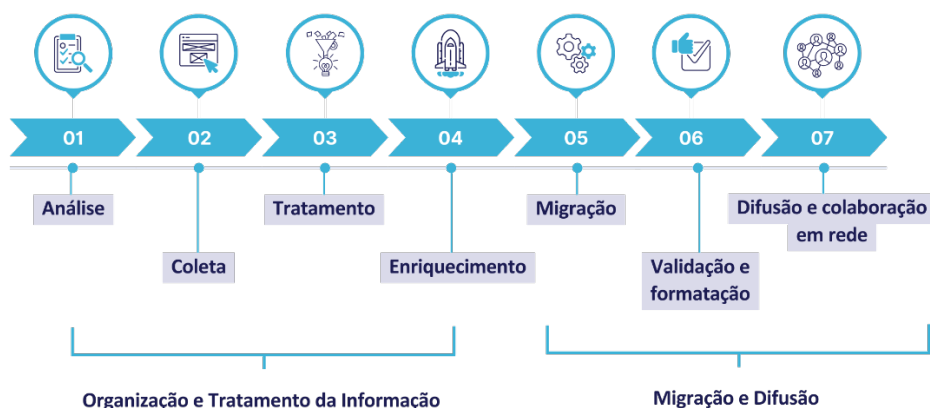 01
02
03
04
05
06
07
Análise
Coleta
Tratamento
Enriquecimento
Migração
Validação e
formatação
Difusão e colaboração
em rede
Organização e Tratamento da Informação
Migração e Difusão